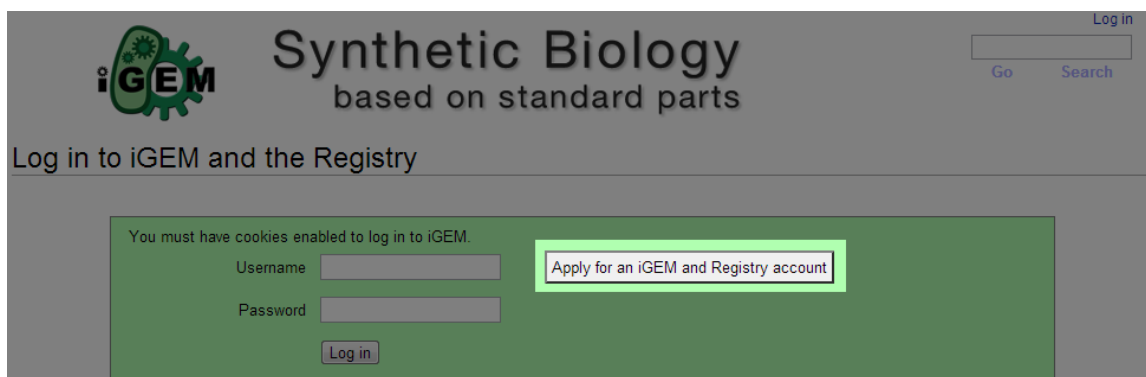 Log in
iGEM
Synthetic Biology
based on standard parts
Go Search
Log in to iGEM and the Registry
You must have cookies enabled to log in to iGEM.
Username
Apply for an iGEM and Registry account
Password
Log in